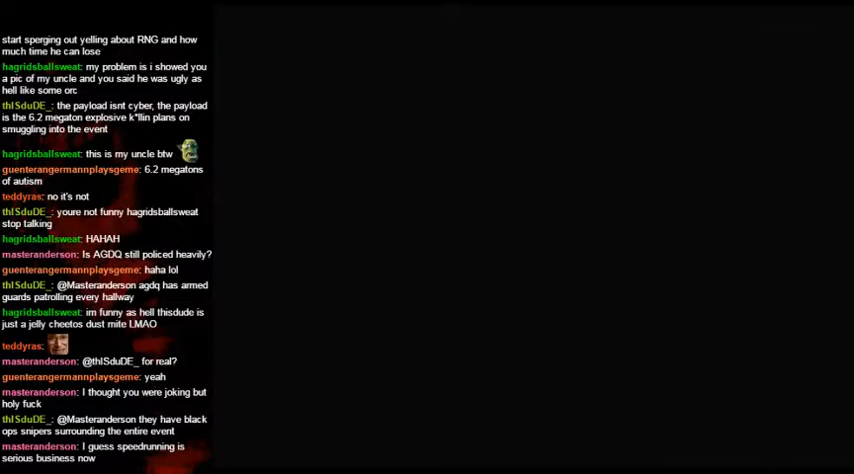 start sperging out yelling about RNG and how
much time he can lose
hagridsballsweat: my problem is i showed you
a pic of my uncle and you said he was ugly as
hell like some orc
thISduDE_: the payload isnt cyber, the payload
is the 6.2 megaton explosive k*llin plans on
smuggling into the event
hagridsballsweat: this is my uncle btw
guenterangermannplaysgeme: 6.2 megatons
of autism
teddyras: no it's not
thISduDE_: youre not funny hagridsballsweat
stop talking
hagridsballsweat: HAHAH
masteranderson: Is AGDQ still policed heavily?
guenterangermannplaysgeme: haha lol
thISduDE_: @Masteranderson agdq has armed
guards patrolling every hallway
hagridsballsweat: im funny as hell thisdude is
just a jelly cheetos dust mite LMAO
teddyras:
masteranderson: @thISduDE_ for real?
guenterangermannplaysgeme: yeah
masteranderson: I thought you were joking but
holy fuck
thISduDE_: @Masteranderson they have black
ops snipers surrounding the entire event
masteranderson: I guess speedrunning is
serious business now